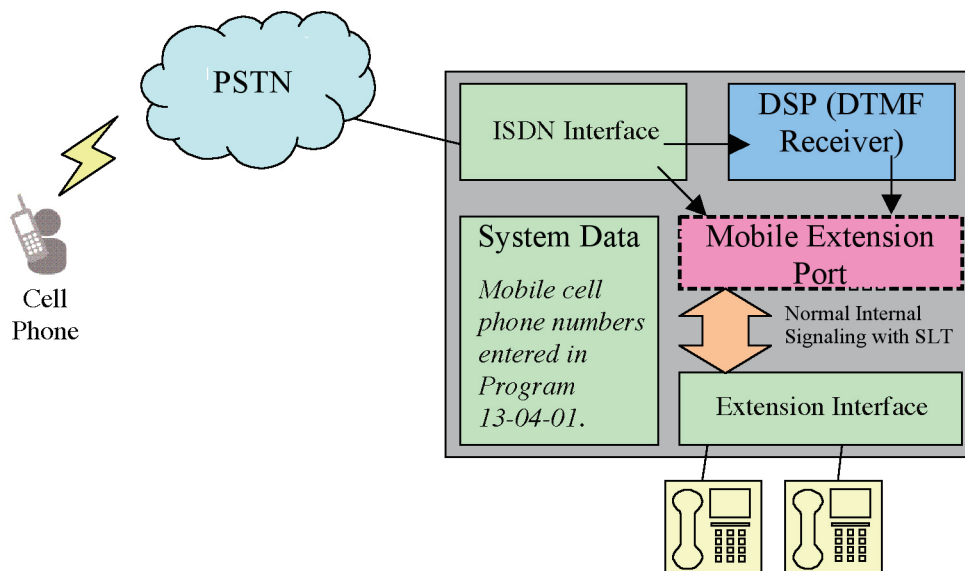 PSTN
Cell
Phone
ISDN Interface
DSP (DTMF
Receiver)
System Data
Mobile cell
phone numbers
entered in
Program
13-04-01.
Mobile Extension
Port
Normal Internal
Signaling with SLT
Extension Interface